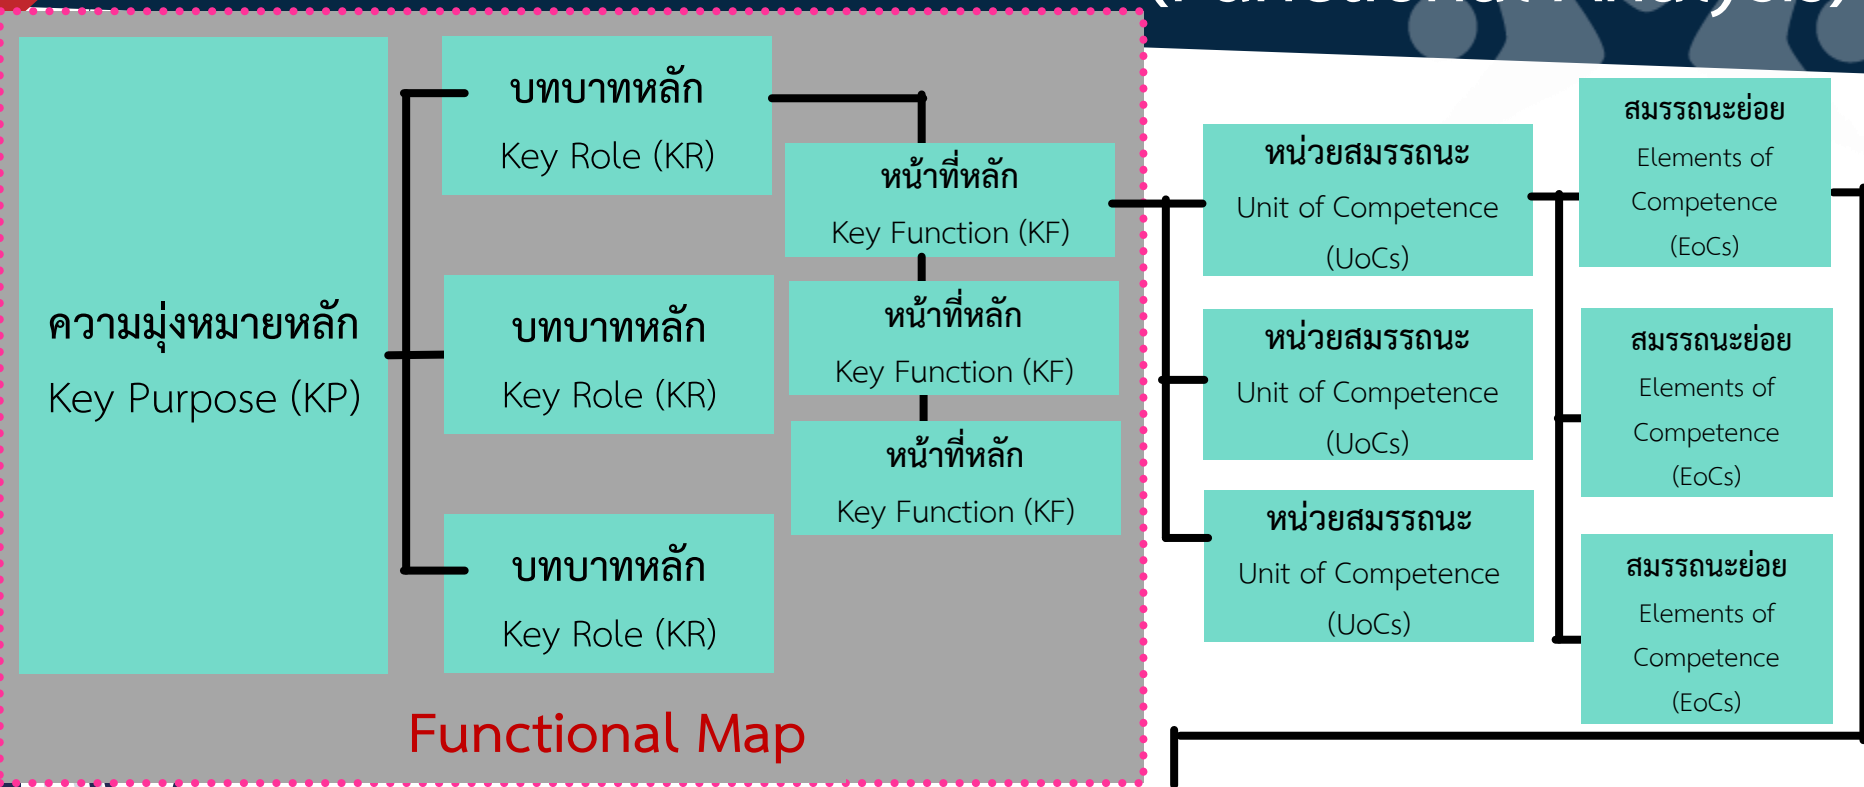 (Functional Analysis)
ความมุ่งหมายหลัก
Key Purpose (KP)
บทบาทหลัก
Key Role (KR)
บทบาทหลัก
Key Role (KR)
บทบาทหลัก
Key Role (KR)
หน้าที่หลัก
Key Function (KF)
หน้าที่หลัก
Key Function (KF)
หน้าที่หลัก
Key Function (KF)
Functional Map
หน่วยสมรรถนะ
Unit of Competence
(UoCs)
หน่วยสมรรถนะ
Unit of Competence
(UoCs)
หน่วยสมรรถนะ
Unit of Competence
(UoCs)
สมรรถนะย่อย
Elements of
Competence
(EoCs)
สมรรถนะย่อย
Elements of
Competence
(EoCs)
สมรรถนะย่อย
Elements of
Competence
(EoCs)